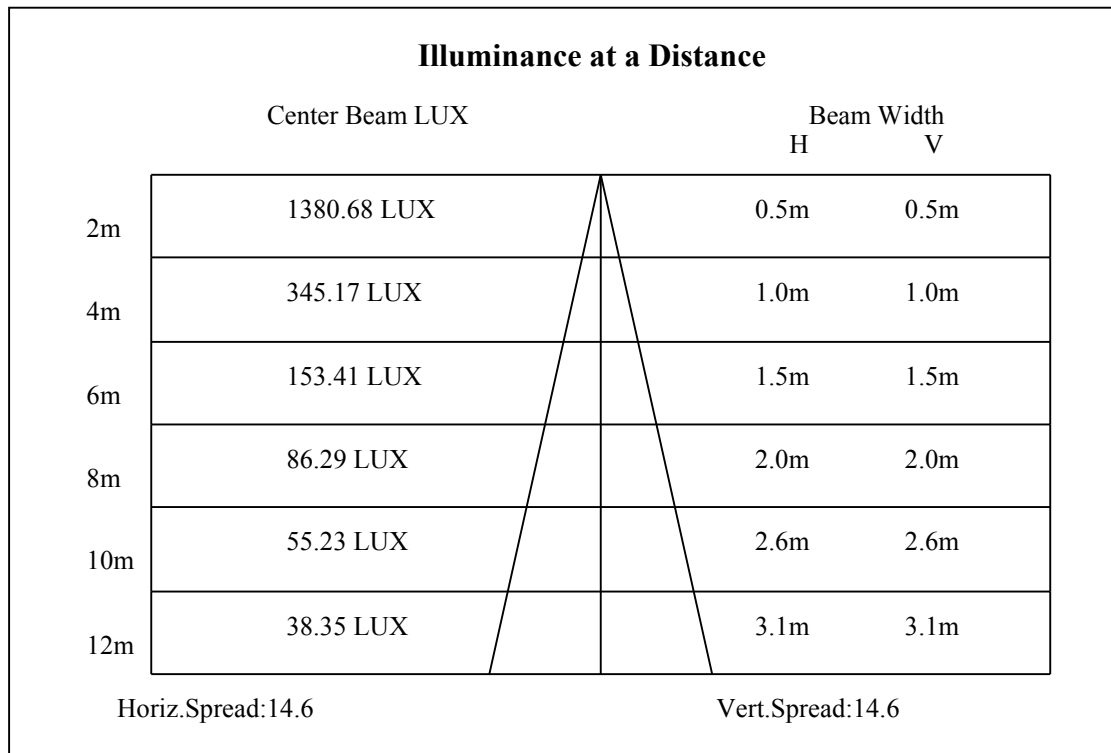 Illuminance at a Distance
Center Beam LUX Beam Width
H V
2m 1380.68 LUX 0.5m 0.5m
4m 345.17 LUX 1.0m 1.0m
6m 153.41 LUX 1.5m 1.5m
8m 86.29 LUX 2.0m 2.0m
10m 55.23 LUX 2.6m 2.6m
12m 38.35 LUX 3.1m 3.1m
Horiz.Spread:14.6 Vert.Spread:14.6